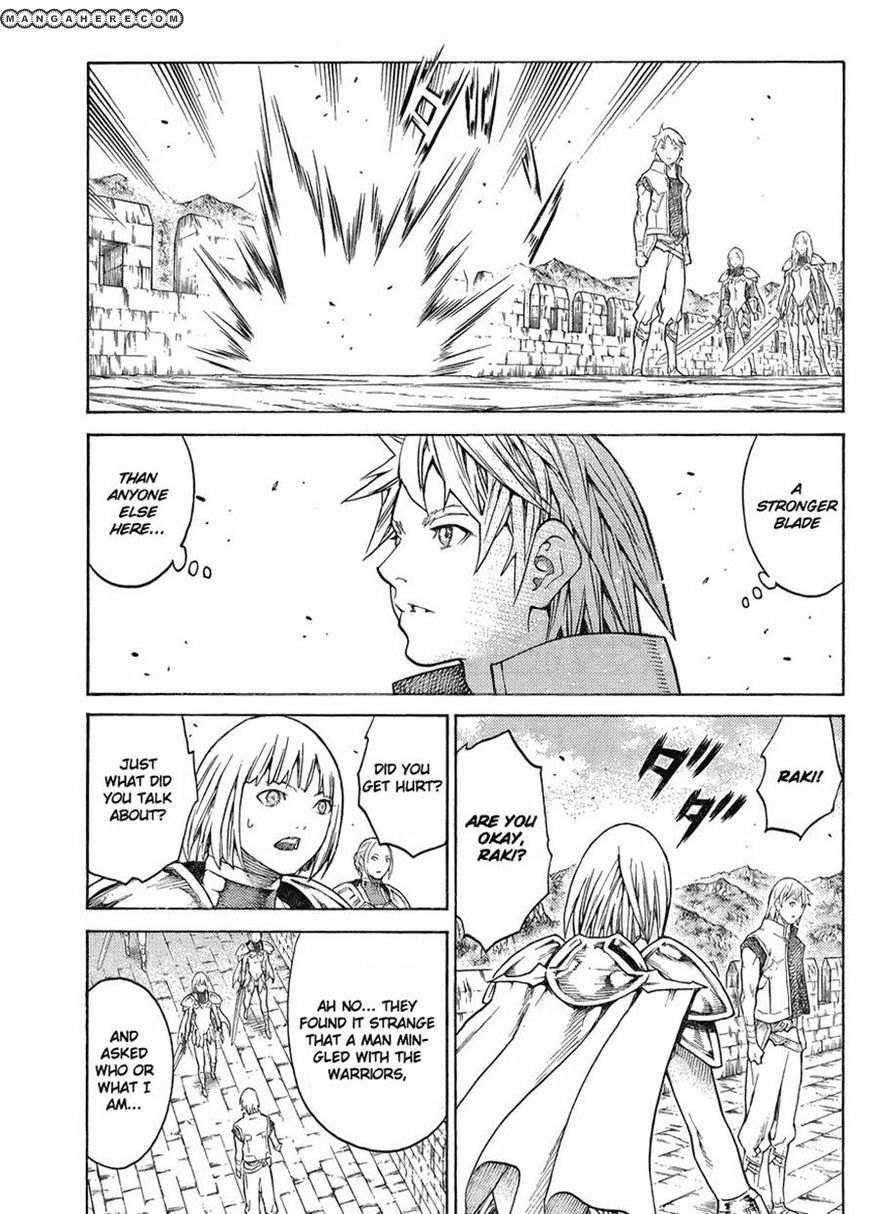 MANGAHERE.COM
ロ
A
STRONGER
BLADE
THAN
ANYONE
ELSE
HERE...
RAKI!
ダ
ダ
ARE YOU
OKAY,
RAKI?
DID YOU
GET HURT?
JUST
WHAT DID
YOU TALK
ABOUT?
AH NO... THEY
FOUND IT STRANGE
THAT A MAN MIN-
GLED WITH THE
WARRIORS,
AND
ASKED
WHO OR
WHAT I
AM...